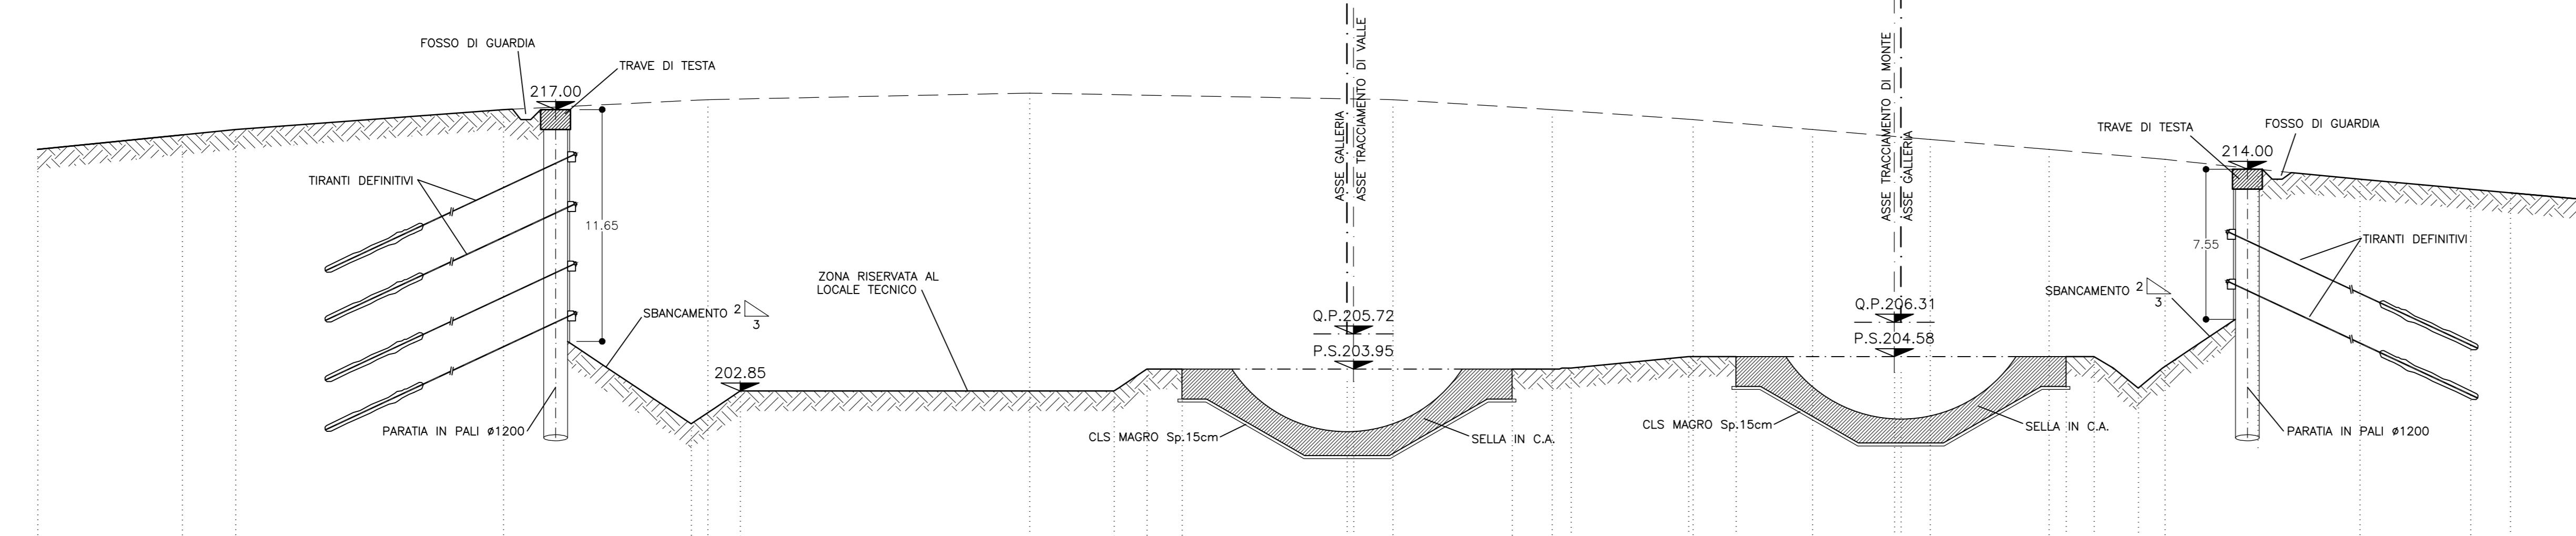 FOSSO DI GUARDIA
TRAVE DI TESTA
217.00
TIRANTI DEFINITIVI
11.65
SBANCAMENTO
2
3
PARATIA IN PALI ø1200
202.85
ZONA RISERVATA AL
LOCALE TECNICO
ASSE GALLERIA
ASSE TRACCIAMENTO DI VALLE
Q.P.205.72
P.S.203.95
CLS MAGRO Sp.15cm
SELLA IN C.A.
ASSE TRACCIAMENTO DI MONTE
ASSE GALLERIA
Q.P.206.31
P.S.204.58
CLS MAGRO Sp.15cm
SELLA IN C.A.
TRAVE DI TESTA
FOSSO DI GUARDIA
214.00
7.55
TIRANTI DEFINITIVI
SBANCAMENTO
2
3
PARATIA IN PALI ø1200